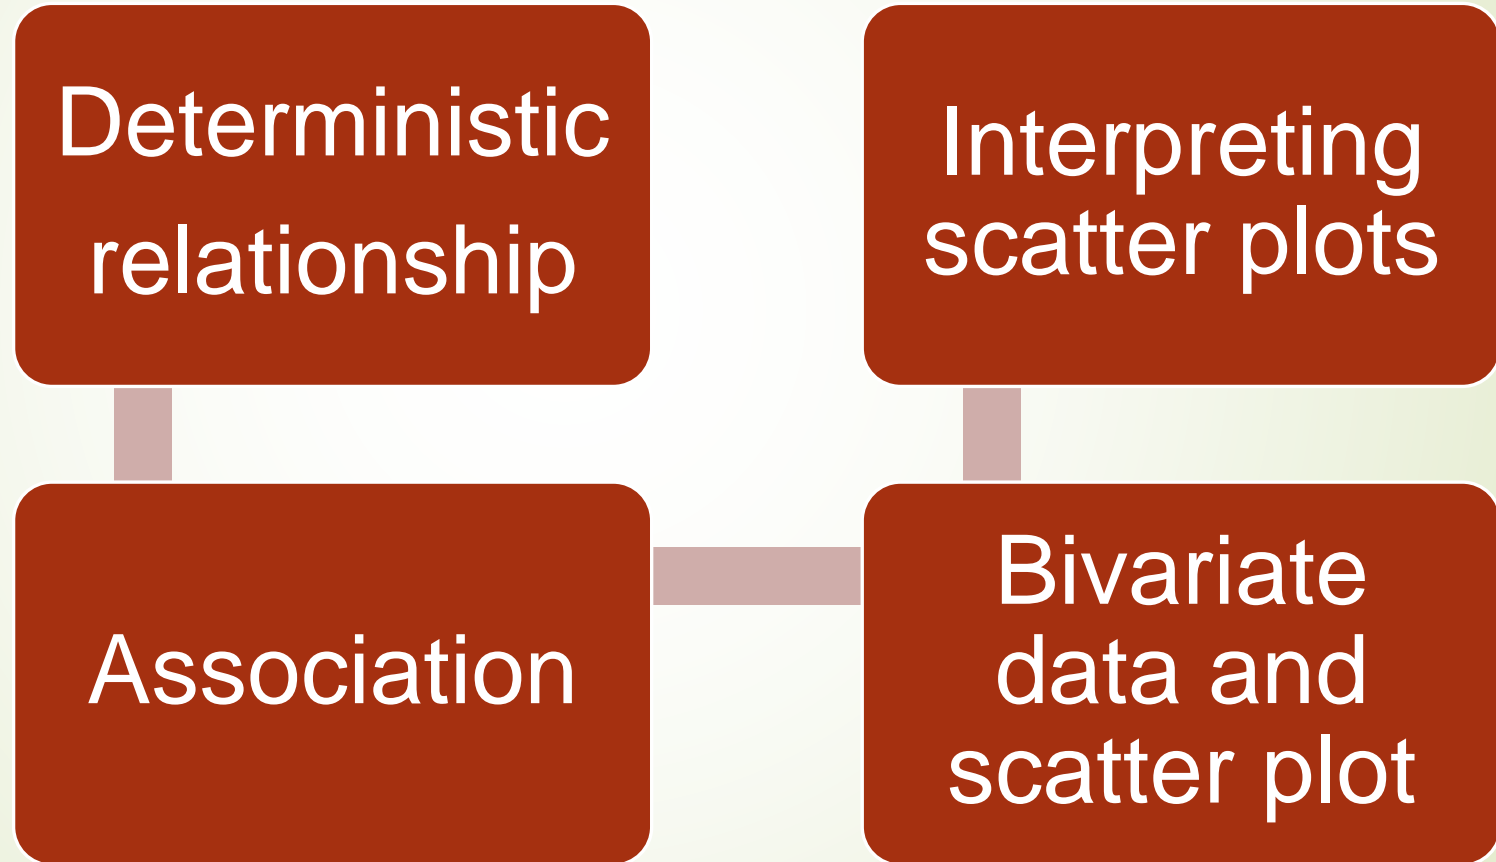 Deterministic
relationship
Association
Bivariate
data and
scatter plot
Interpreting
scatter plots